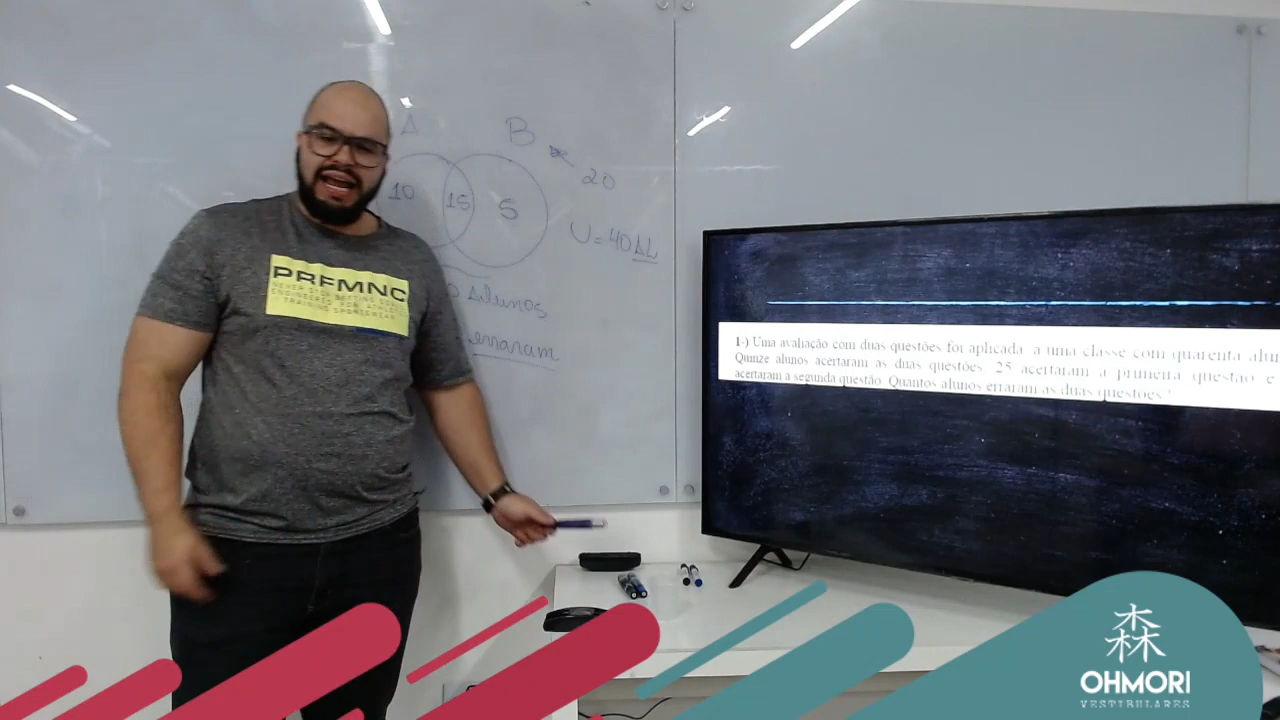 A
B
20
10
15
5
U = 40 AL
Alunos
erraram
PRFMNC
1-) Uma avaliação com duas questões foi aplicada a uma classe com quarenta alun
Quinze alunos acertaram as duas questões, 25 acertaram a primeira questão e
acertaram a segunda questão. Quantos alunos erraram as duas questões?
森
OHMORI
VESTIBULARES